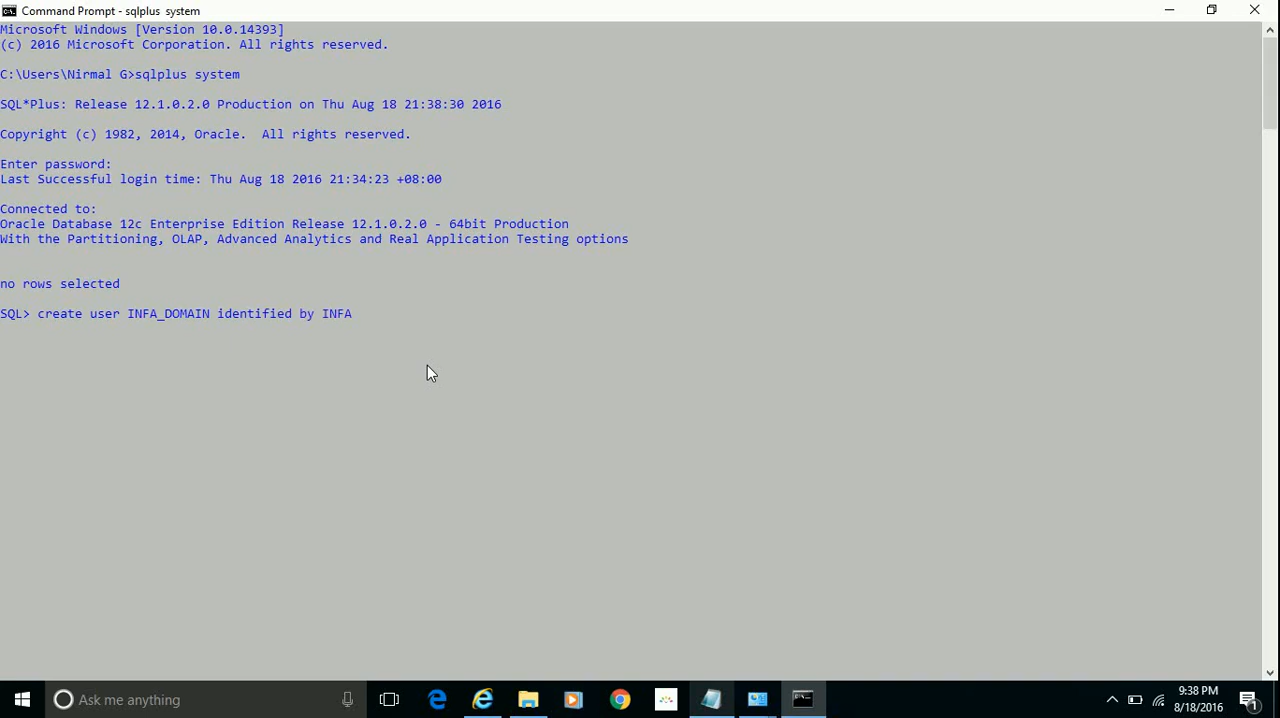 Command Prompt - sqlplus  system
Microsoft Windows [Version 10.0.14393]
(c) 2016 Microsoft Corporation. All rights reserved.
C:\Users\Nirmal G>sqlplus system
SQL*Plus: Release 12.1.0.2.0 Production on Thu Aug 18 21:38:30 2016
Copyright (c) 1982, 2014, Oracle.  All rights reserved.
Enter password:
Last Successful login time: Thu Aug 18 2016 21:34:23 +08:00
Connected to:
Oracle Database 12c Enterprise Edition Release 12.1.0.2.0 - 64bit Production
With the Partitioning, OLAP, Advanced Analytics and Real Application Testing options
no rows selected
SQL> create user INFA_DOMAIN identified by INFA
Ask me anything
9:38 PM
8/18/2016
1